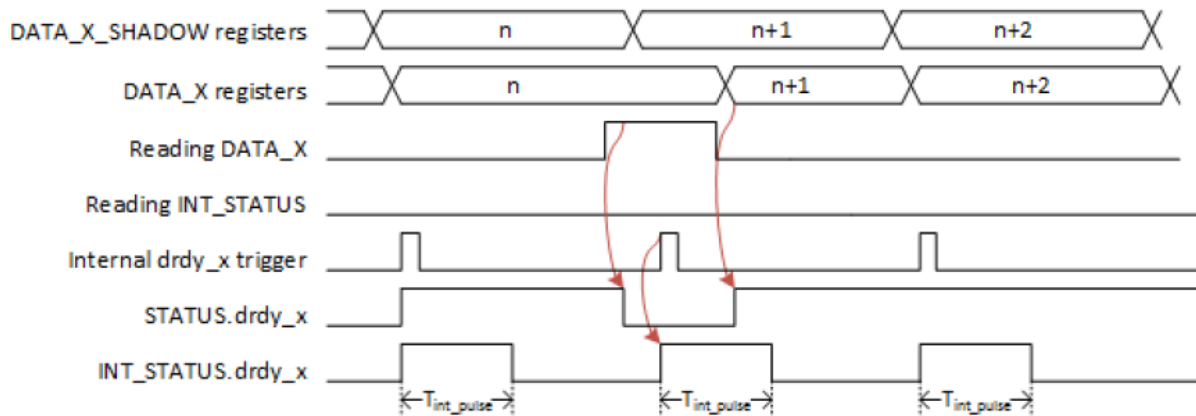 DATA_X_SHADOW registers n n+1 n+2
DATA_X registers n n+1 n+2
Reading DATA_X
Reading INT_STATUS
Internal drdy_x trigger
STATUS.drdy_x
INT_STATUS.drdy_x
Tint_pulse Tint_pulse Tint_pulse